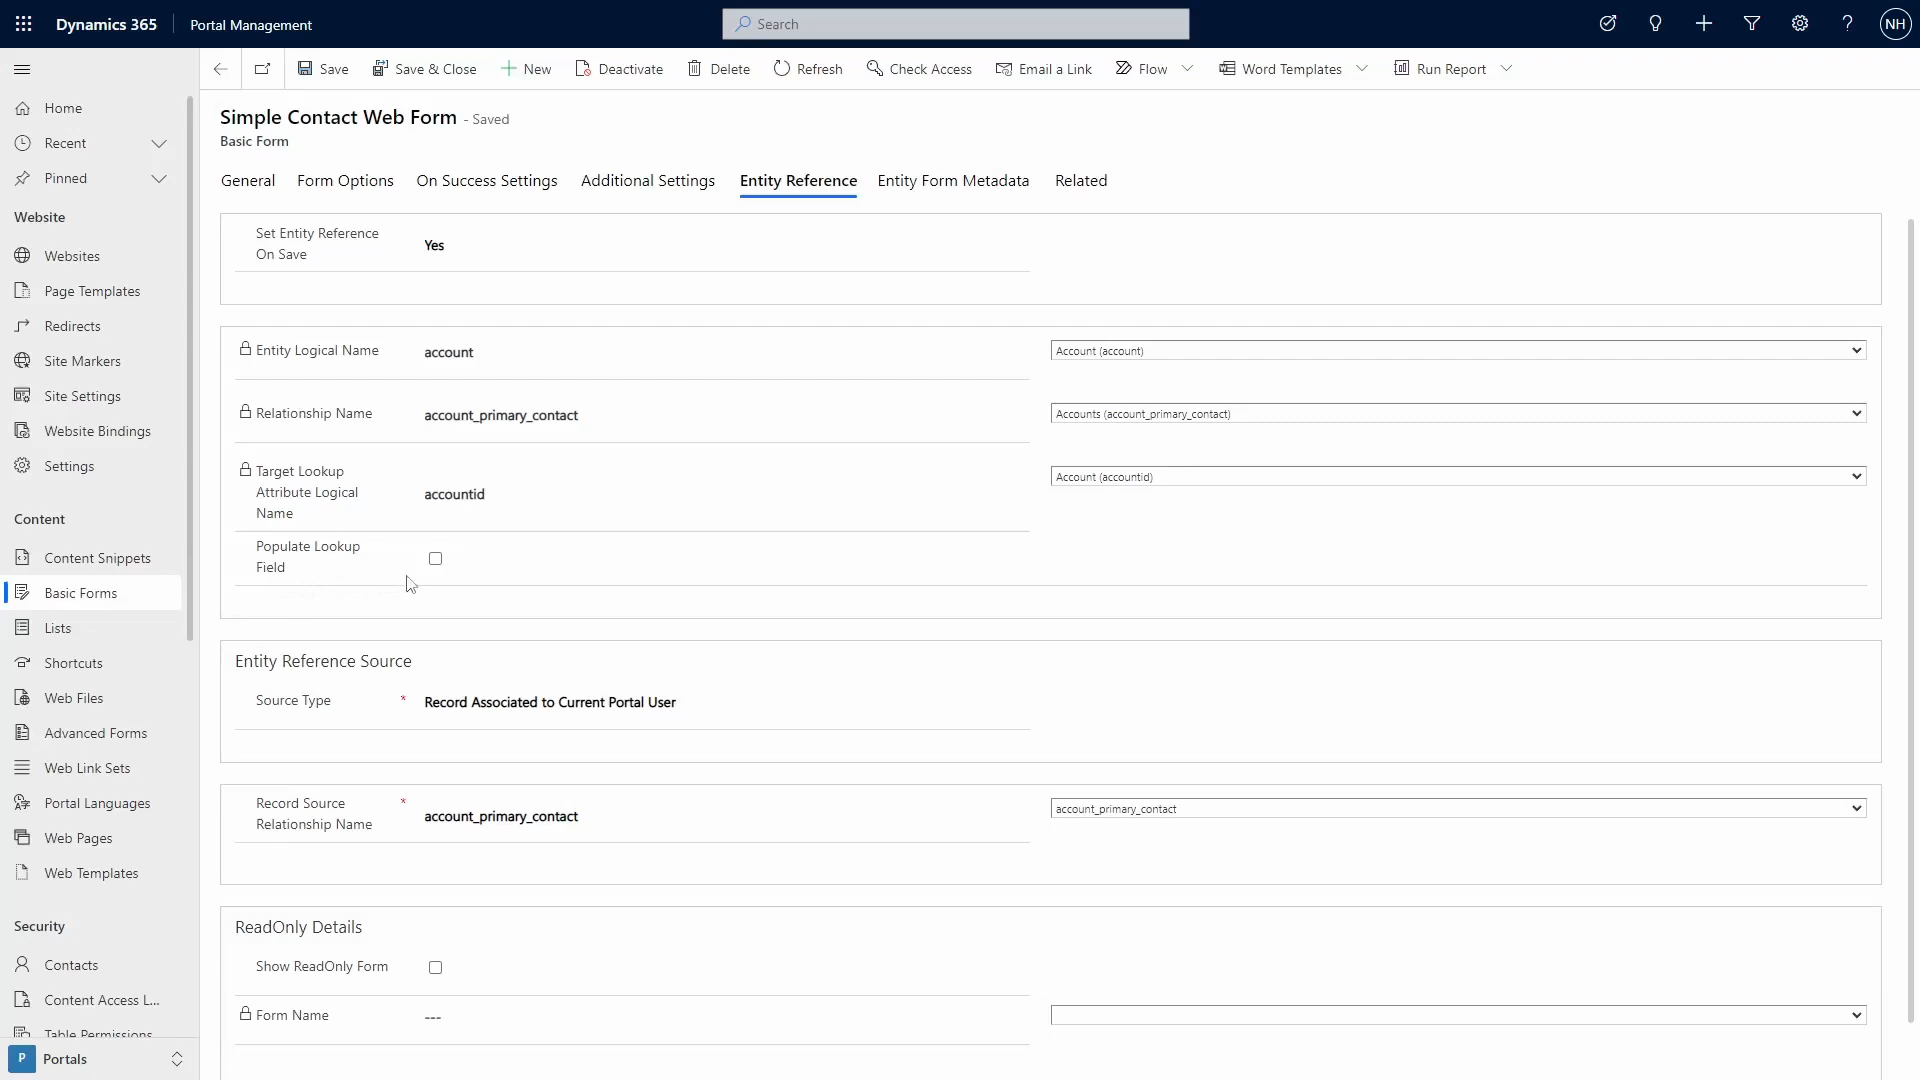 Dynamics 365
Portal Management
Search
NH
Save
Save & Close
New
Deactivate
Delete
Refresh
Check Access
Email a Link
Flow
Word Templates
Run Report
Home
Recent
Pinned
Website
Websites
Page Templates
Redirects
Site Markers
Site Settings
Website Bindings
Settings
Content
Content Snippets
Basic Forms
Lists
Shortcuts
Web Files
Advanced Forms
Web Link Sets
Portal Languages
Web Pages
Web Templates
Security
Contacts
Content Access L...
Table Permissions
P
Portals
Simple Contact Web Form - Saved
Basic Form
General
Form Options
On Success Settings
Additional Settings
Entity Reference
Entity Form Metadata
Related
Set Entity Reference
On Save
Yes
Entity Logical Name
account
Account (account)
Relationship Name
account_primary_contact
Accounts (account_primary_contact)
Target Lookup
Attribute Logical
Name
accountid
Account (accountid)
Populate Lookup
Field
Entity Reference Source
Source Type *
Record Associated to Current Portal User
Record Source *
Relationship Name
account_primary_contact
account_primary_contact
ReadOnly Details
Show ReadOnly Form
Form Name
---